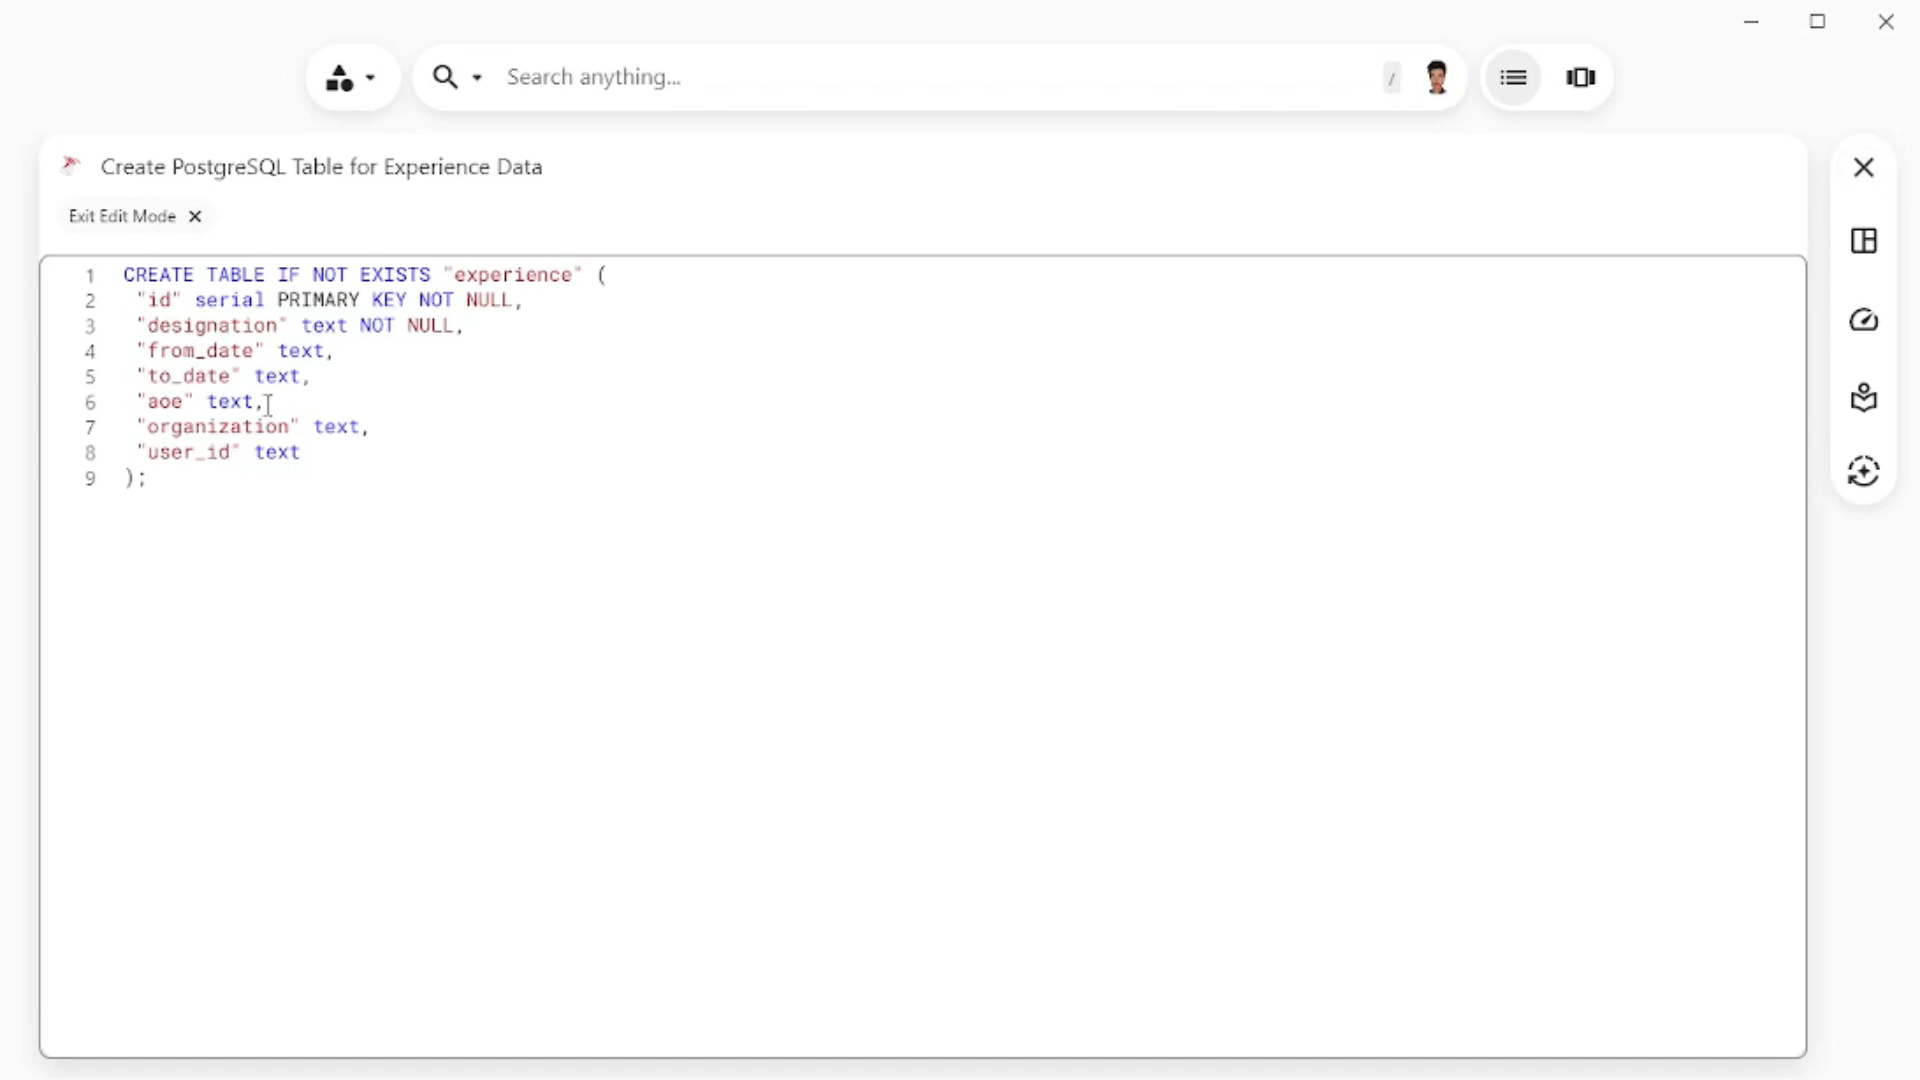 Search anything... /
Create PostgreSQL Table for Experience Data
Exit Edit Mode
1 CREATE TABLE IF NOT EXISTS "experience" (
2 "id" serial PRIMARY KEY NOT NULL,
3 "designation" text NOT NULL,
4 "from_date" text,
5 "to_date" text,
6 "aoe" text,
7 "organization" text,
8 "user_id" text
9 );